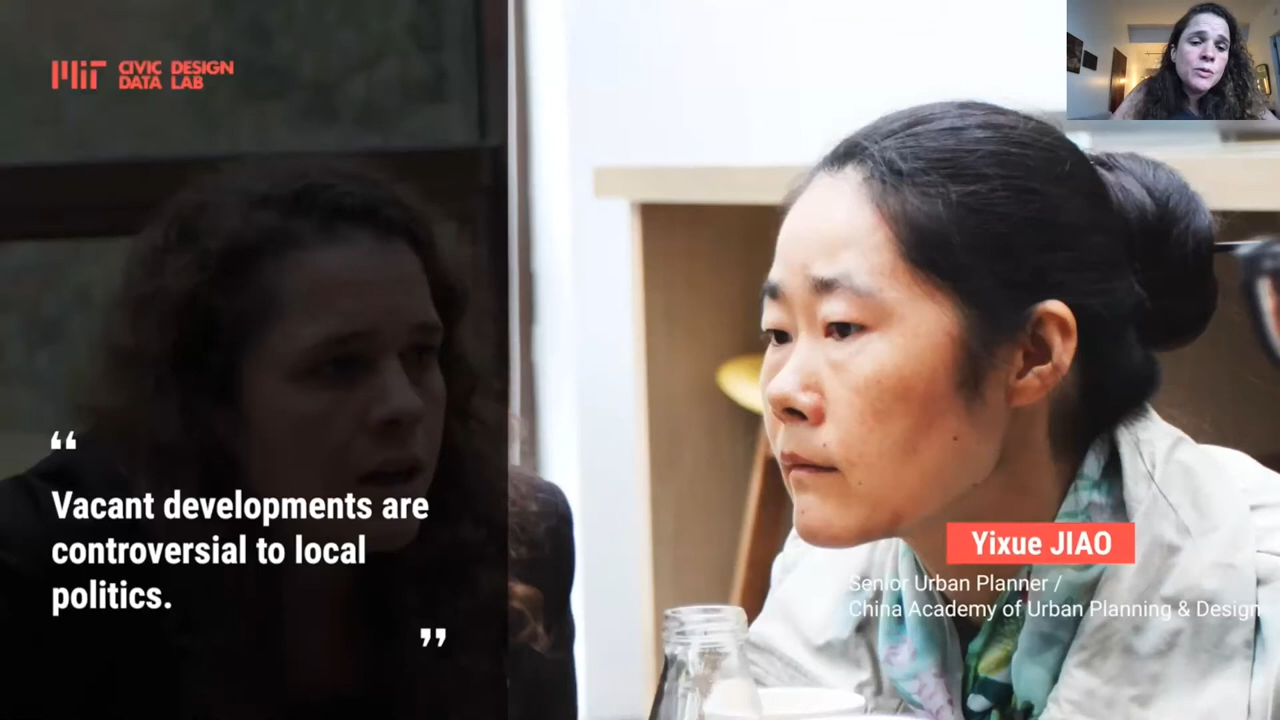 MIT CIVIC DESIGN
DATA LAB
“
Vacant developments are
controversial to local
politics.
”
Yixue JIAO
Senior Urban Planner /
China Academy of Urban Planning & Design